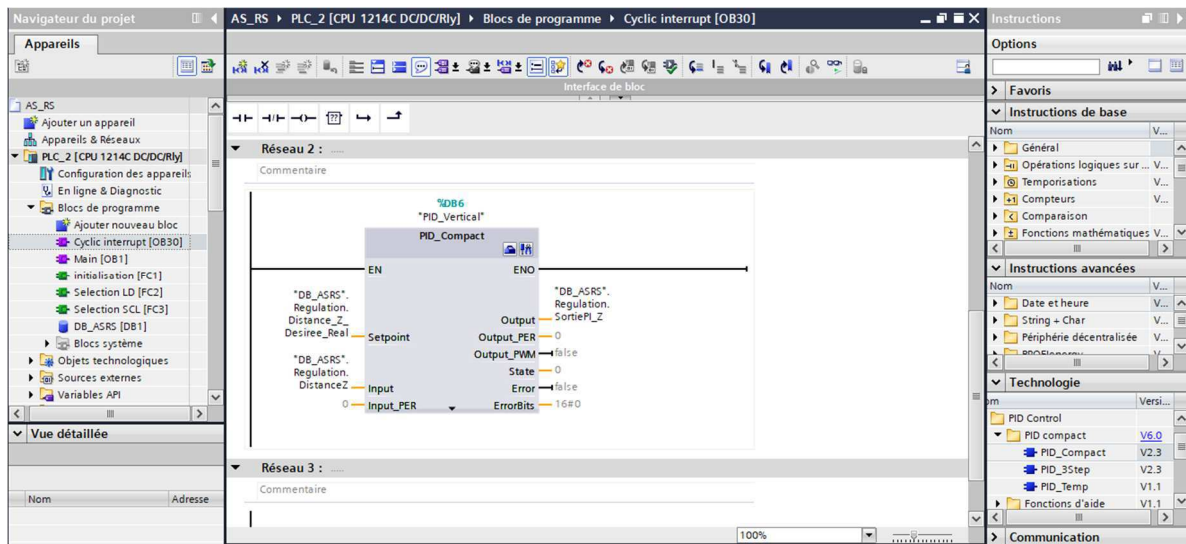 Navigateur du projet
Appareils
AS_RS
Ajouter un appareil
Appareils & Réseaux
PLC_2 [CPU 1214C DC/DC/Rly]
Configuration des appareils
En ligne & Diagnostic
Blocs de programme
Ajouter nouveau bloc
Cyclic interrupt [OB30]
Main [OB1]
initialisation [FC1]
Selection LD [FC2]
Selection SCL [FC3]
DB_ASRS [DB1]
Blocs système
Objets technologiques
Sources externes
Variables API
Vue détaillée
Nom Adresse
AS_RS PLC_2 [CPU 1214C DC/DC/Rly] Blocs de programme Cyclic interrupt [OB30]
Interface de bloc
Réseau 2 : .....
Commentaire
%DB6
"PID_Vertical"
PID_Compact
EN ENO
"DB_ASRS".
Regulation.
Distance_Z_
Desiree_Real Setpoint
"DB_ASRS".
Regulation.
DistanceZ Input
0 Input_PER
"DB_ASRS".
Regulation.
Output SortiePI_Z
Output_PER 0
Output_PWM false
State 0
Error false
ErrorBits 16#0
Réseau 3 : .....
Commentaire
100%
Instructions
Options
Favoris
Instructions de base
Nom V...
Général
Opérations logiques sur ... V...
Temporisations V...
Compteurs V...
Comparaison
Fonctions mathématiques V...
Instructions avancées
Nom V...
Date et heure V...
String + Char V...
Périphérie décentralisée V...
PROFIenergy V...
Technologie
om Versi...
PID Control
PID compact V6.0
PID_Compact V2.3
PID_3Step V2.3
PID_Temp V1.1
Fonctions d'aide V1.1
Communication